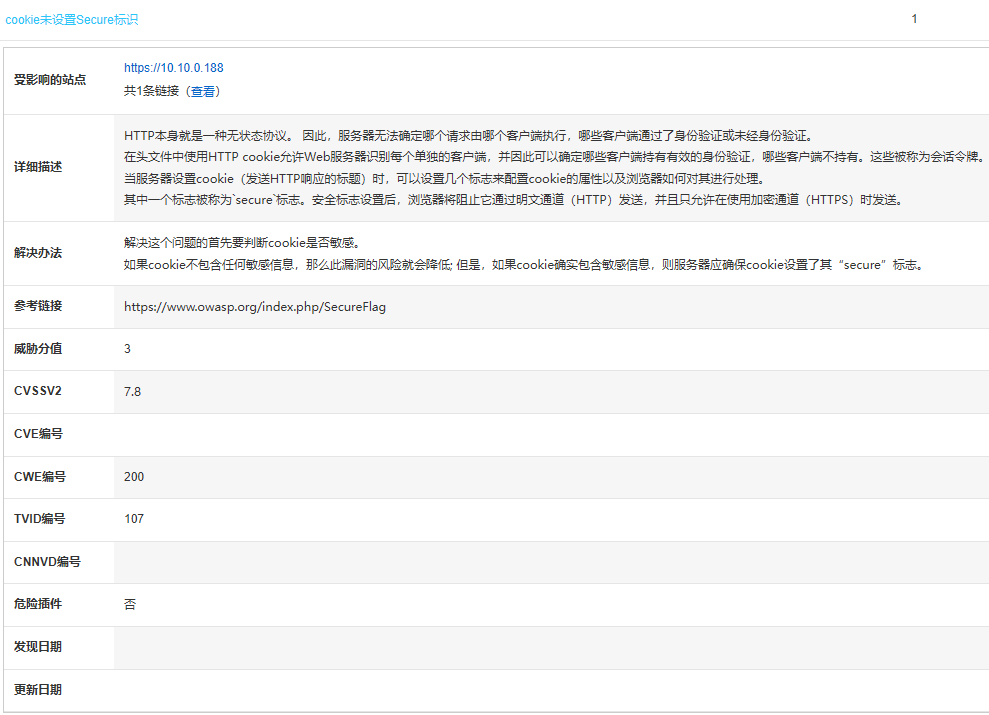 cookie未设置Secure标识 1
受影响的站点
https://10.10.0.188
共1条链接（查看）
详细描述
HTTP本身就是一种无状态协议。 因此，服务器无法确定哪个请求由哪个客户端执行，哪些客户端通过了身份验证或未经身份验证。
在头文件中使用HTTP cookie允许Web服务器识别每个单独的客户端，并因此可以确定哪些客户端持有有效的身份验证，哪些客户端不持有。这些被称为会话令牌。
当服务器设置cookie（发送HTTP响应的标题）时，可以设置几个标志来配置cookie的属性以及浏览器如何对其进行处理。
其中一个标志被称为`secure`标志。安全标志设置后，浏览器将阻止它通过明文通道（HTTP）发送，并且只允许在使用加密通道（HTTPS）时发送。
解决办法
解决这个问题的首先要判断cookie是否敏感。
如果cookie不包含任何敏感信息，那么此漏洞的风险就会降低; 但是，如果cookie确实包含敏感信息，则服务器应确保cookie设置了其“secure”标志。
参考链接 https://www.owasp.org/index.php/SecureFlag
威胁分值 3
CVSSV2 7.8
CVE编号
CWE编号 200
TVID编号 107
CNNVD编号
危险插件 否
发现日期
更新日期